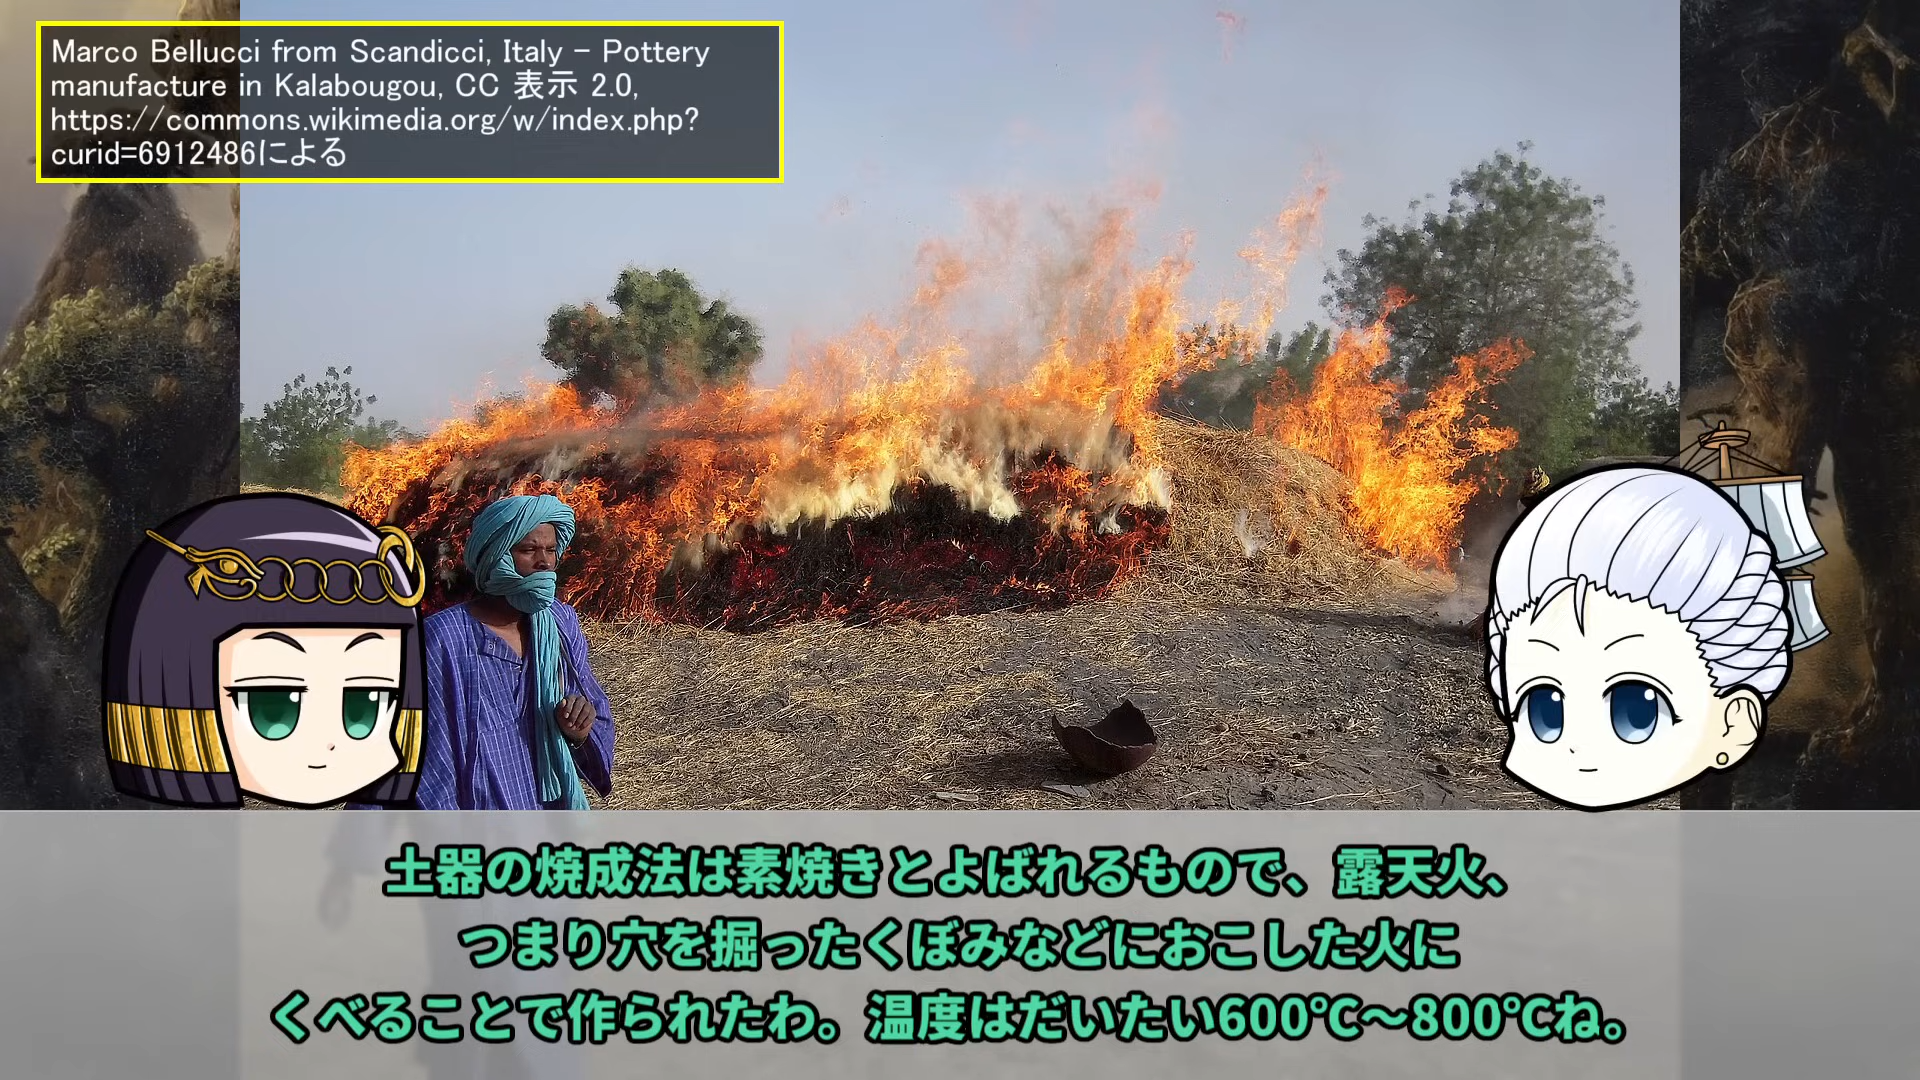 Marco Bellucci from Scandicci, Italy - Pottery
manufacture in Kalabougou, CC 表示 2.0,
https://commons.wikimedia.org/w/index.php?
curid=6912486による
土器の焼成法は素焼きとよばれるもので、露天火、
つまり穴を掘ったくぼみなどにおこした火に
くべることで作られたわ。温度はだいたい600℃～800℃ね。